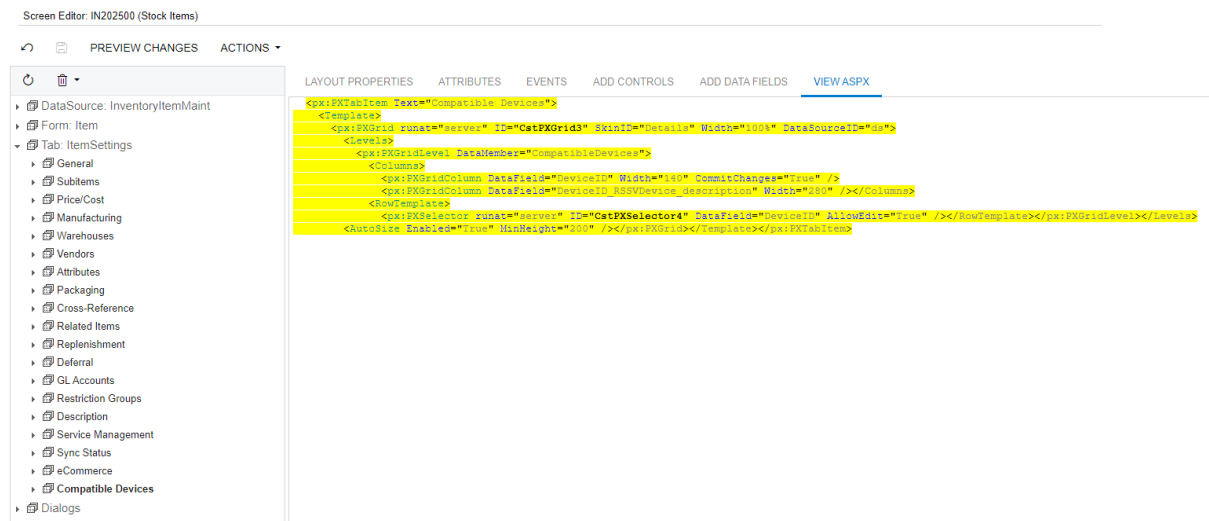 Screen Editor: IN202500 (Stock Items)
PREVIEW CHANGES ACTIONS
LAYOUT PROPERTIES ATTRIBUTES EVENTS ADD CONTROLS ADD DATA FIELDS VIEW ASPX
DataSource: InventoryItemMaint
Form: Item
Tab: ItemSettings
General
Subitems
Price/Cost
Manufacturing
Warehouses
Vendors
Attributes
Packaging
Cross-Reference
Related Items
Replenishment
Deferral
GL Accounts
Restriction Groups
Description
Service Management
Sync Status
eCommerce
Compatible Devices
Dialogs
<px:PXTabItem Text="Compatible Devices">
<Template>
<px:PXGrid runat="server" ID="CstPXGrid3" SkinID="Details" Width="100%" DataSourceID="ds">
<Levels>
<px:PXGridLevel DataMember="CompatibleDevices">
<Columns>
<px:PXGridColumn DataField="DeviceID" Width="140" CommitChanges="True" />
<px:PXGridColumn DataField="DeviceID_RSSVDevice_description" Width="280" /></Columns>
<RowTemplate>
<px:PXSelector runat="server" ID="CstPXSelector4" DataField="DeviceID" AllowEdit="True" /></RowTemplate></px:PXGridLevel></Levels>
<AutoSize Enabled="True" MinHeight="200" /></px:PXGrid></Template></px:PXTabItem>